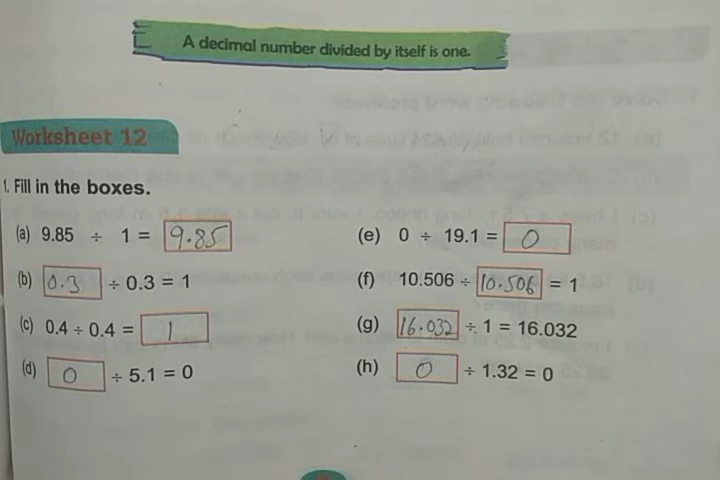 A decimal number divided by itself is one.
Worksheet 12
1. Fill in the boxes.
(a) 9.85 ÷ 1 = 9.85
(b) 0.3 ÷ 0.3 = 1
(c) 0.4 ÷ 0.4 = 1
(d) 0 ÷ 5.1 = 0
(e) 0 ÷ 19.1 = 0
(f) 10.506 ÷ 10.506 = 1
(g) 16.032 ÷ 1 = 16.032
(h) 0 ÷ 1.32 = 0